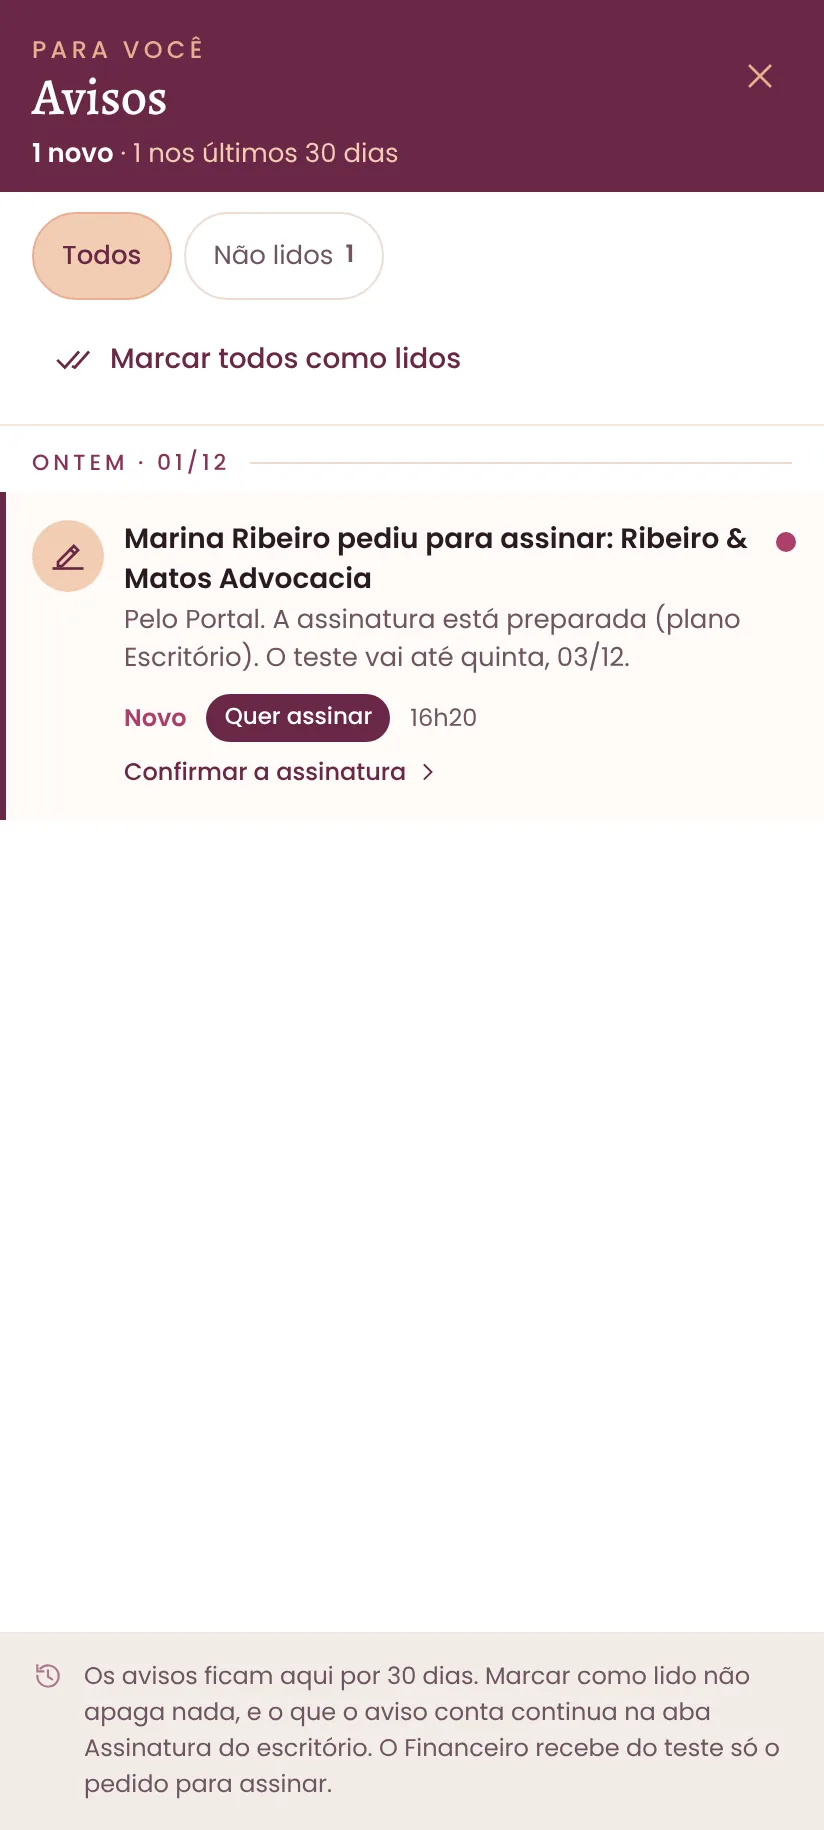 PARA VOCÊ
Avisos
1 novo · 1 nos últimos 30 dias
Todos
Não lidos 1
Marcar todos como lidos
ONTEM · 01/12
Marina Ribeiro pediu para assinar: Ribeiro &
Matos Advocacia
Pelo Portal. A assinatura está preparada (plano
Escritório). O teste vai até quinta, 03/12.
Novo Quer assinar 16h20
Confirmar a assinatura
Os avisos ficam aqui por 30 dias. Marcar como lido não
apaga nada, e o que o aviso conta continua na aba
Assinatura do escritório. O Financeiro recebe do teste só o
pedido para assinar.